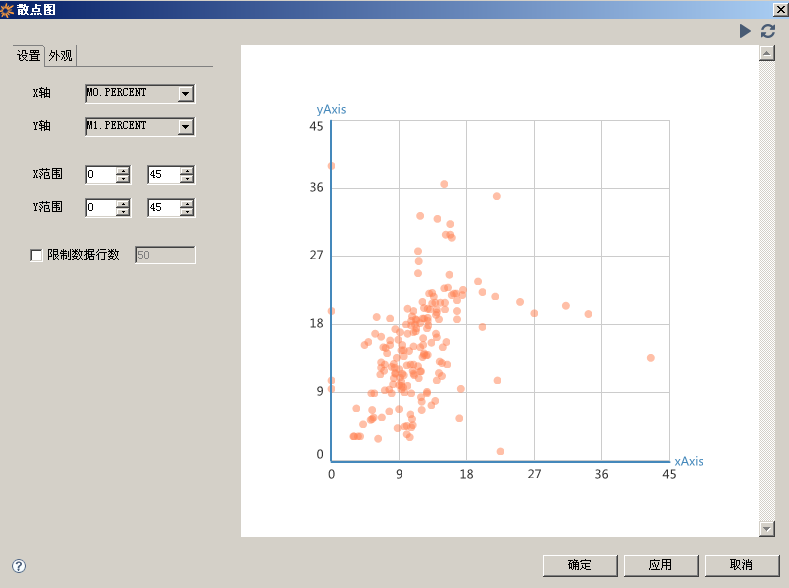 散点图
设置 外观
X轴 M0.PERCENT
Y轴 M1.PERCENT
X范围 0 45
Y范围 0 45
限制数据行数 50
yAxis
45
36
27
18
9
0
0 9 18 27 36 45
xAxis
确定 应用 取消